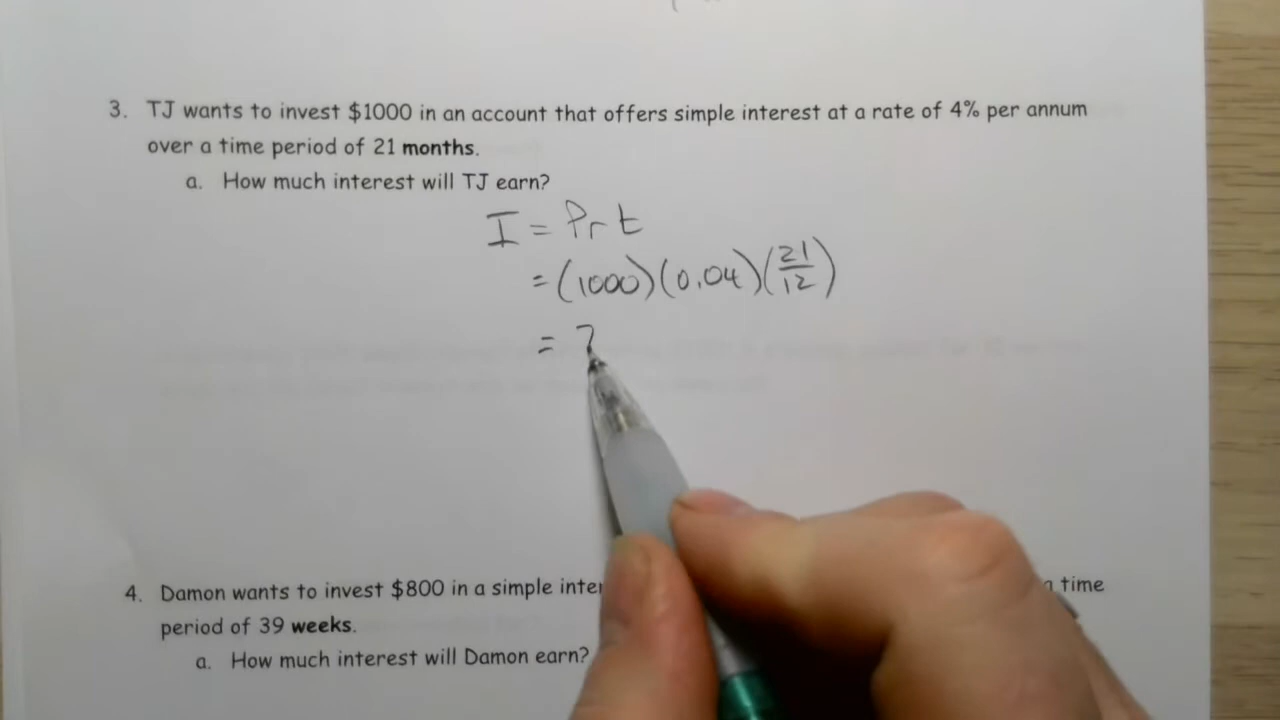 3. TJ wants to invest $1000 in an account that offers simple interest at a rate of 4% per annum
over a time period of 21 months.
a. How much interest will TJ earn?
I = Prt
= (1000)(0.04)(21/12)
= 7
4. Damon wants to invest $800 in a simple time
period of 39 weeks.
a. How much interest will Damon earn?